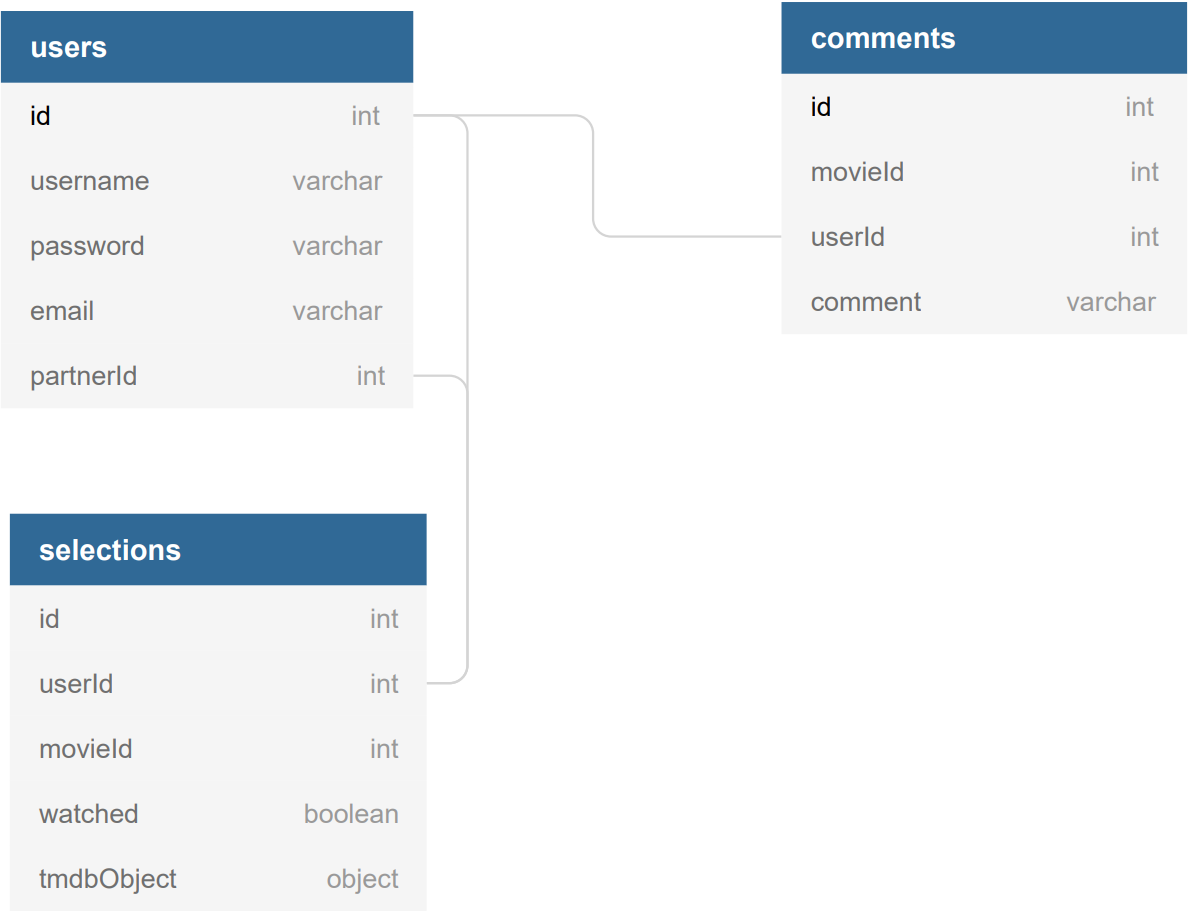 users
id int
username varchar
password varchar
email varchar
partnerId int
comments
id int
movieId int
userId int
comment varchar
selections
id int
userId int
movieId int
watched boolean
tmdbObject object